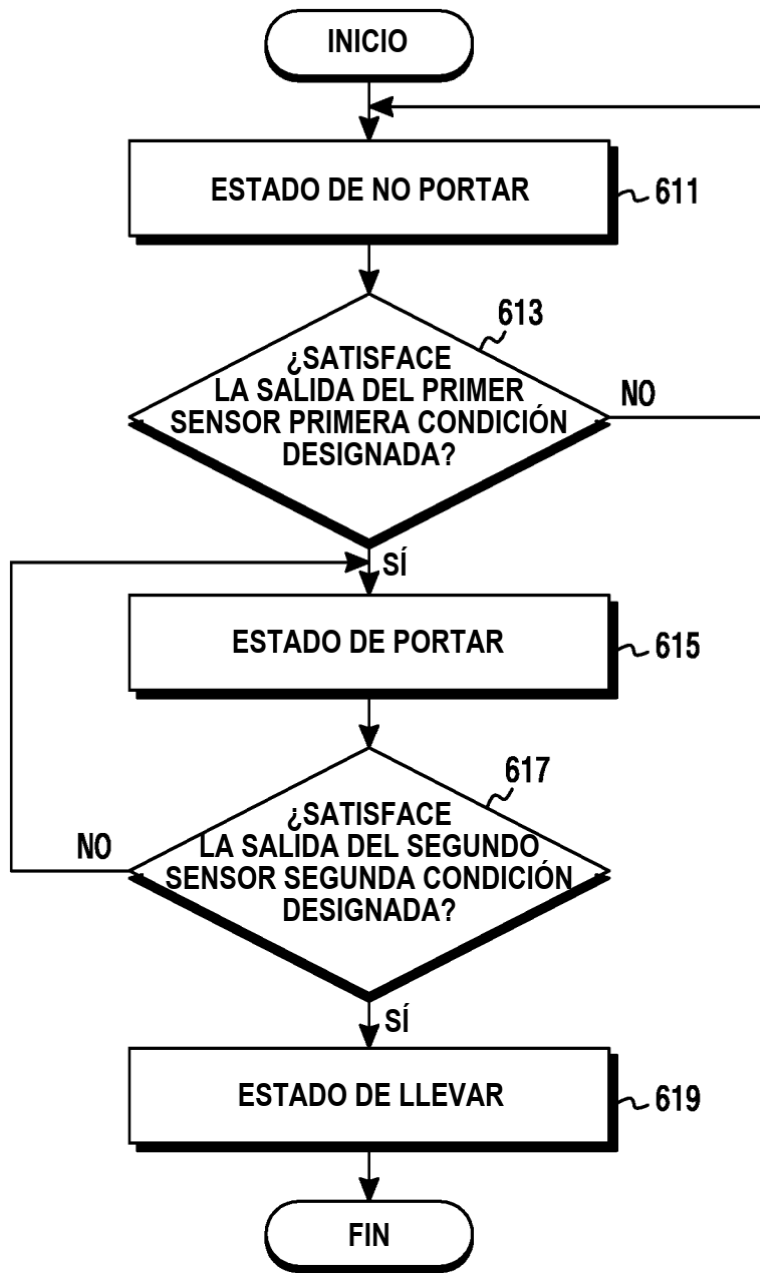 INICIO
ESTADO DE NO PORTAR
611
613
¿SATISFACE
LA SALIDA DEL PRIMER
SENSOR PRIMERA CONDICIÓN
DESIGNADA?
NO
SÍ
ESTADO DE PORTAR
615
617
¿SATISFACE
LA SALIDA DEL SEGUNDO
SENSOR SEGUNDA CONDICIÓN
DESIGNADA?
NO
SÍ
ESTADO DE LLEVAR
619
FIN